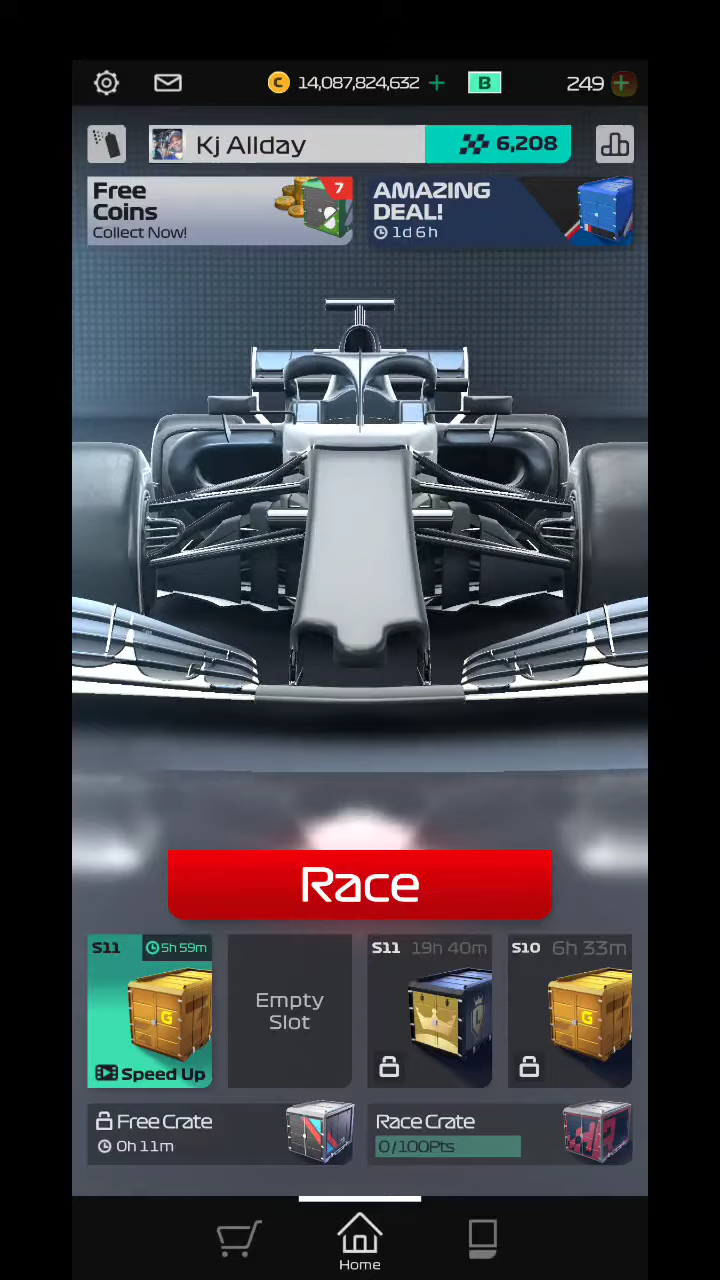 14,087,824,632 + B 249 +
Kj Allday 6,208
Free
Coins
Collect Now!
7
AMAZING
DEAL!
1d 6h
Race
S11 5h 59m
G
Speed Up
Empty
Slot
S11 19h 40m
L
S10 6h 33m
G
Free Crate
0h 11m
Race Crate
0/100Pts
Home